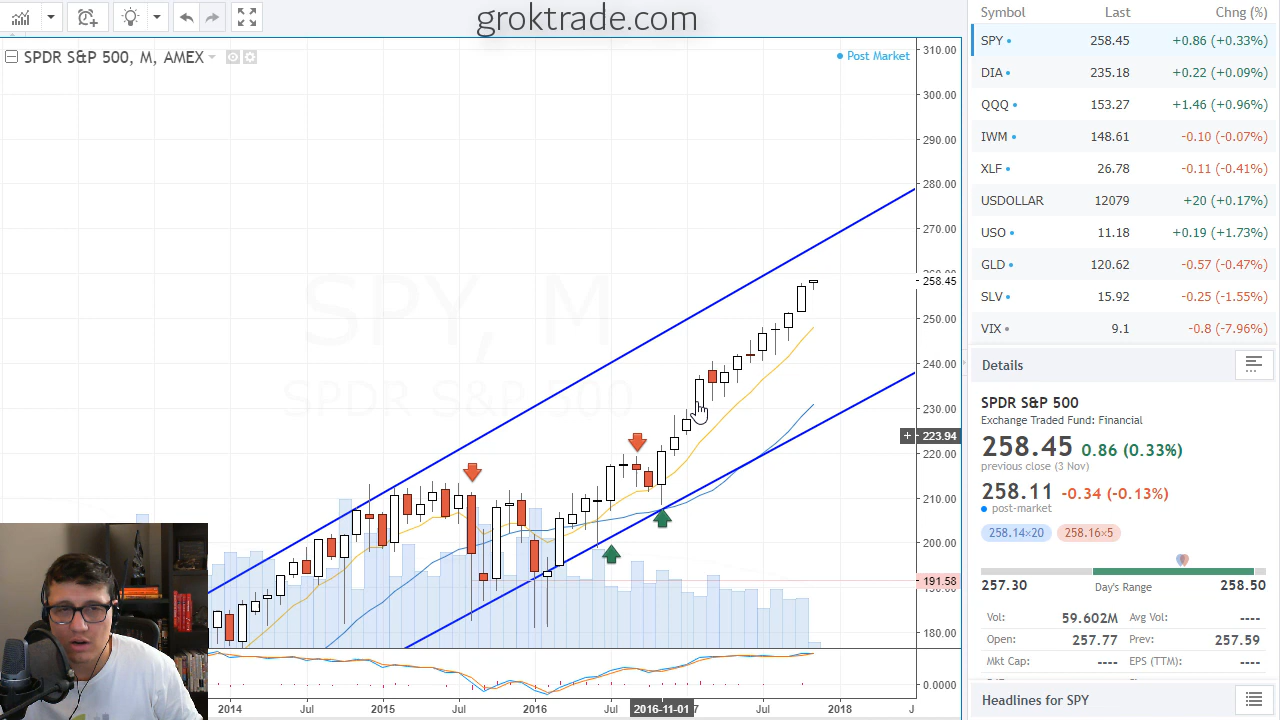 groktrade.com
SPDR S&P 500, M, AMEX
Post Market
SPY, M
SPDR S&P 500
310.00
300.00
290.00
280.00
270.00
258.45
250.00
240.00
230.00
223.94
220.00
210.00
200.00
191.58
180.00
0.0000
2014
Jul
2015
Jul
2016
Jul
2016-11-01
Jul
2018
Symbol Last Chng (%)
SPY 258.45 +0.86 (+0.33%)
DIA 235.18 +0.22 (+0.09%)
QQQ 153.27 +1.46 (+0.96%)
IWM 148.61 -0.10 (-0.07%)
XLF 26.78 -0.11 (-0.41%)
USDOLLAR 12079 +20 (+0.17%)
USO 11.18 +0.19 (+1.73%)
GLD 120.62 -0.57 (-0.47%)
SLV 15.92 -0.25 (-1.55%)
VIX 9.1 -0.8 (-7.96%)
Details
SPDR S&P 500
Exchange Traded Fund: Financial
258.45 0.86 (0.33%)
previous close (3 Nov)
258.11 -0.34 (-0.13%)
post-market
258.14×20 258.16×5
257.30 Day's Range 258.50
Vol: 59.602M Avg Vol: ----
Open: 257.77 Prev: 257.59
Mkt Cap: ---- EPS (TTM): ----
Headlines for SPY